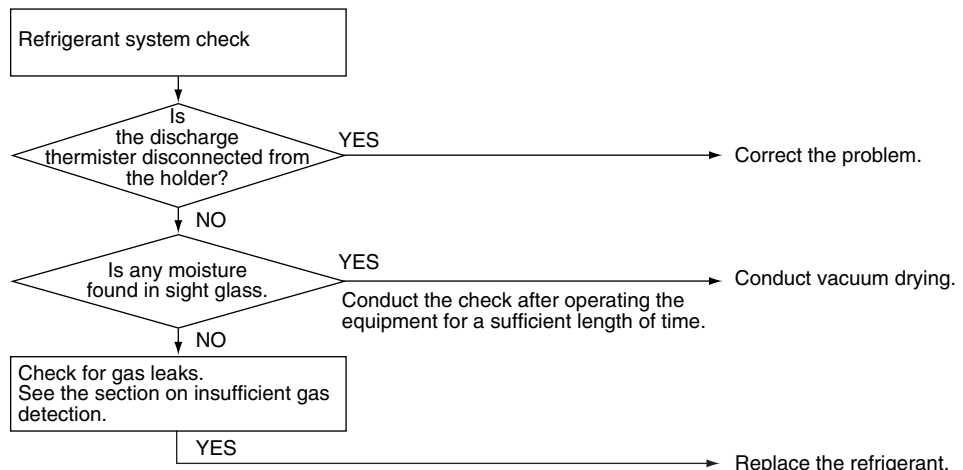 Refrigerant system check
Is
the discharge
thermister disconnected from
the holder?
YES
Correct the problem.
NO
Is any moisture
found in sight glass.
YES
Conduct vacuum drying.
Conduct the check after operating the
equipment for a sufficient length of time.
NO
Check for gas leaks.
See the section on insufficient gas
detection.
YES
Replace the refrigerant.